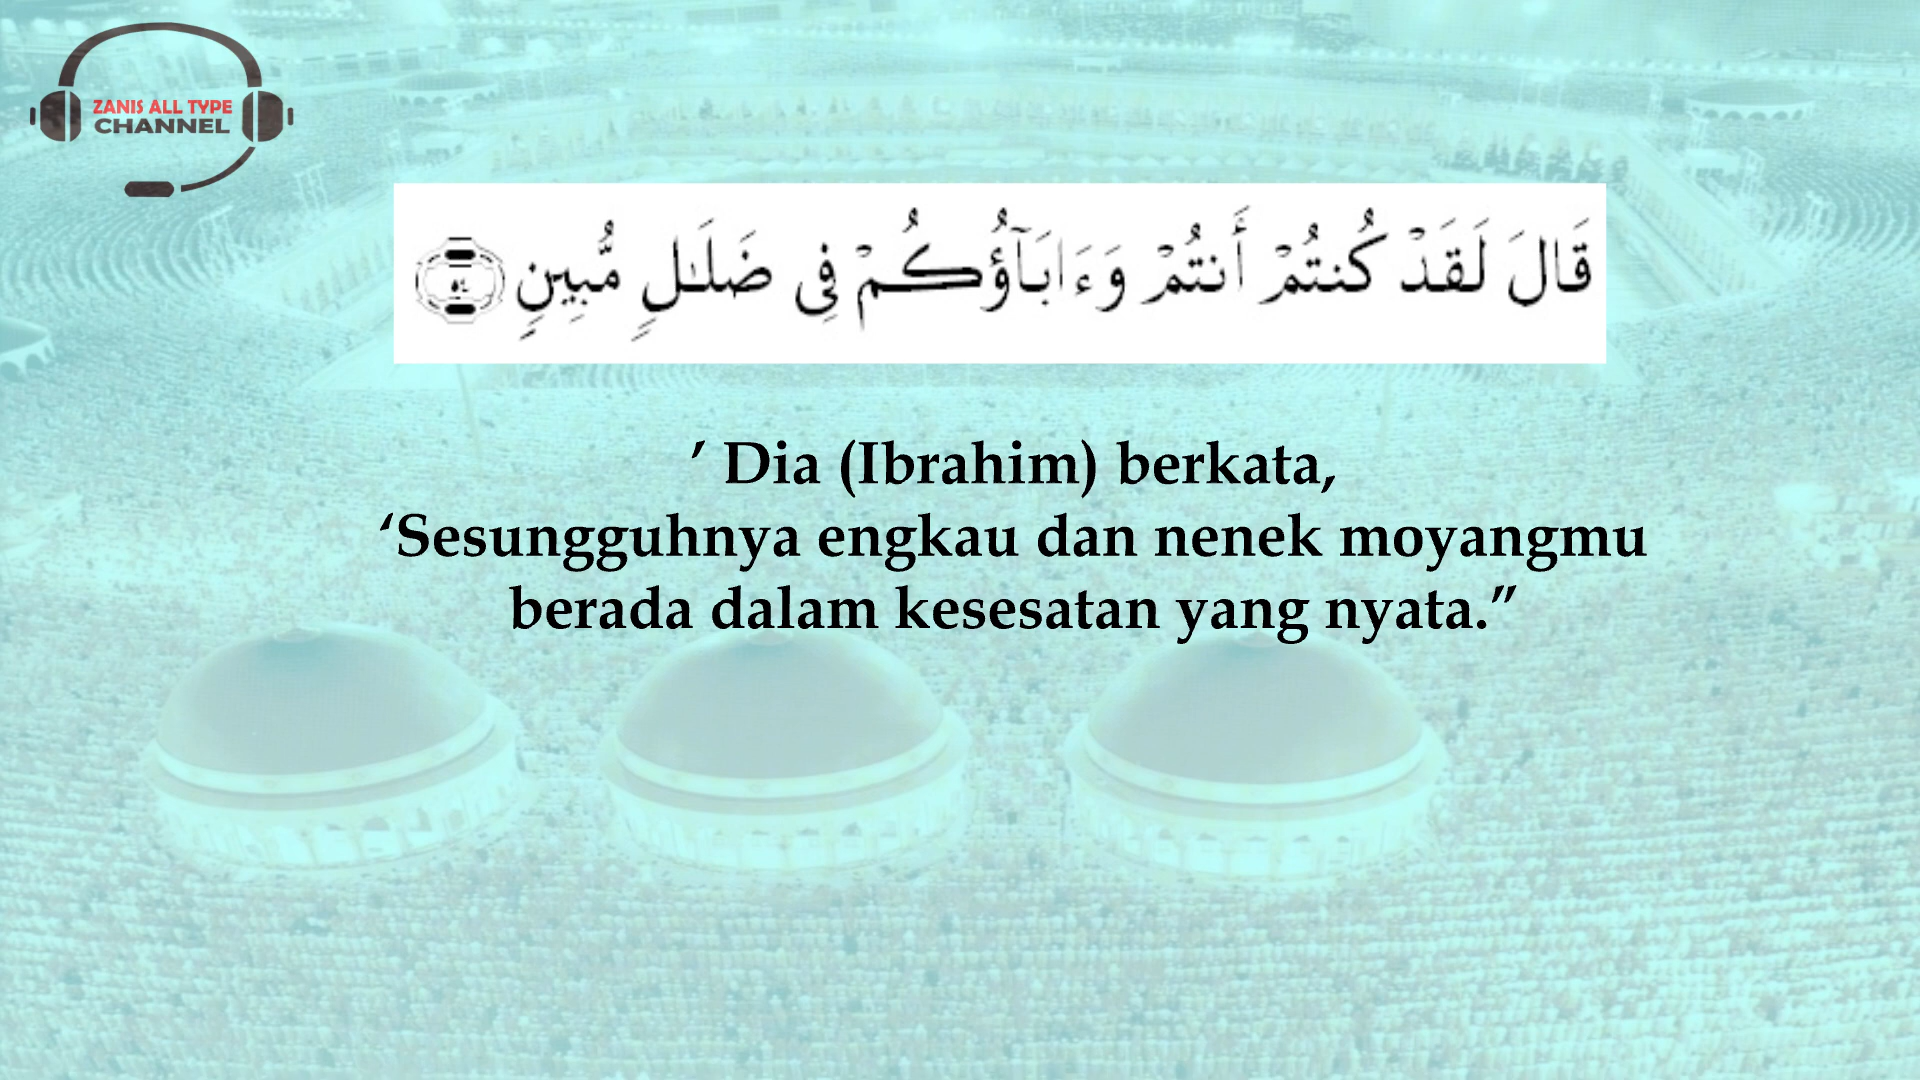 ZANIS ALL TYPE
CHANNEL
قَالَ لَقَدْ كُنتُمْ أَنتُمْ وَءَابَآؤُكُمْ فِى ضَلَـٰلٍ مُّبِينٍ ٥٤
’ Dia (Ibrahim) berkata,
‘Sesungguhnya engkau dan nenek moyangmu
berada dalam kesesatan yang nyata.”